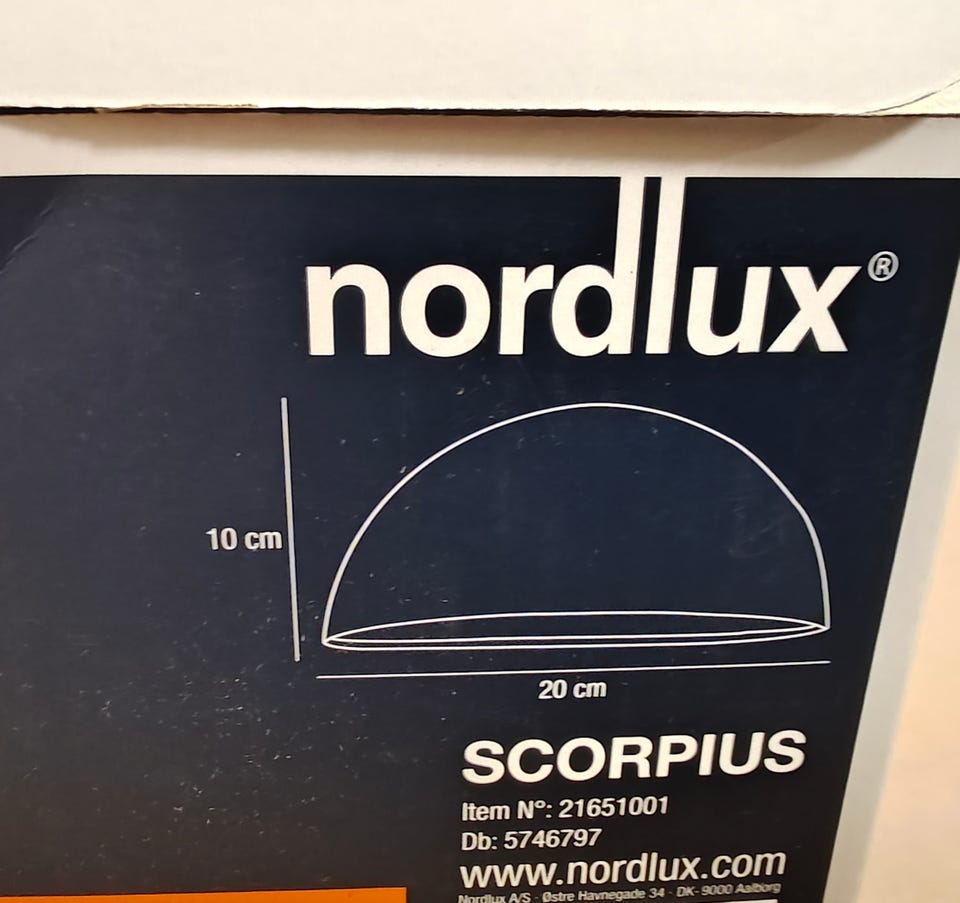 nordlux®
10 cm
20 cm
SCORPIUS
Item Nº: 21651001
Db: 5746797
www.nordlux.com
Nordlux A/S · Østre Havnegade 34 · DK- 9000 Aalborg